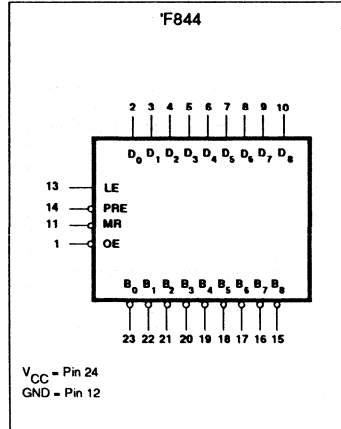 'F844
2 3 4 5 6 7 8 9 10
D0 D1 D2 D3 D4 D5 D6 D7 D8
13 LE
14 PRE
11 MR
1 OE
B0 B1 B2 B3 B4 B5 B6 B7 B8
23 22 21 20 19 18 17 16 15
VCC = Pin 24
GND = Pin 12